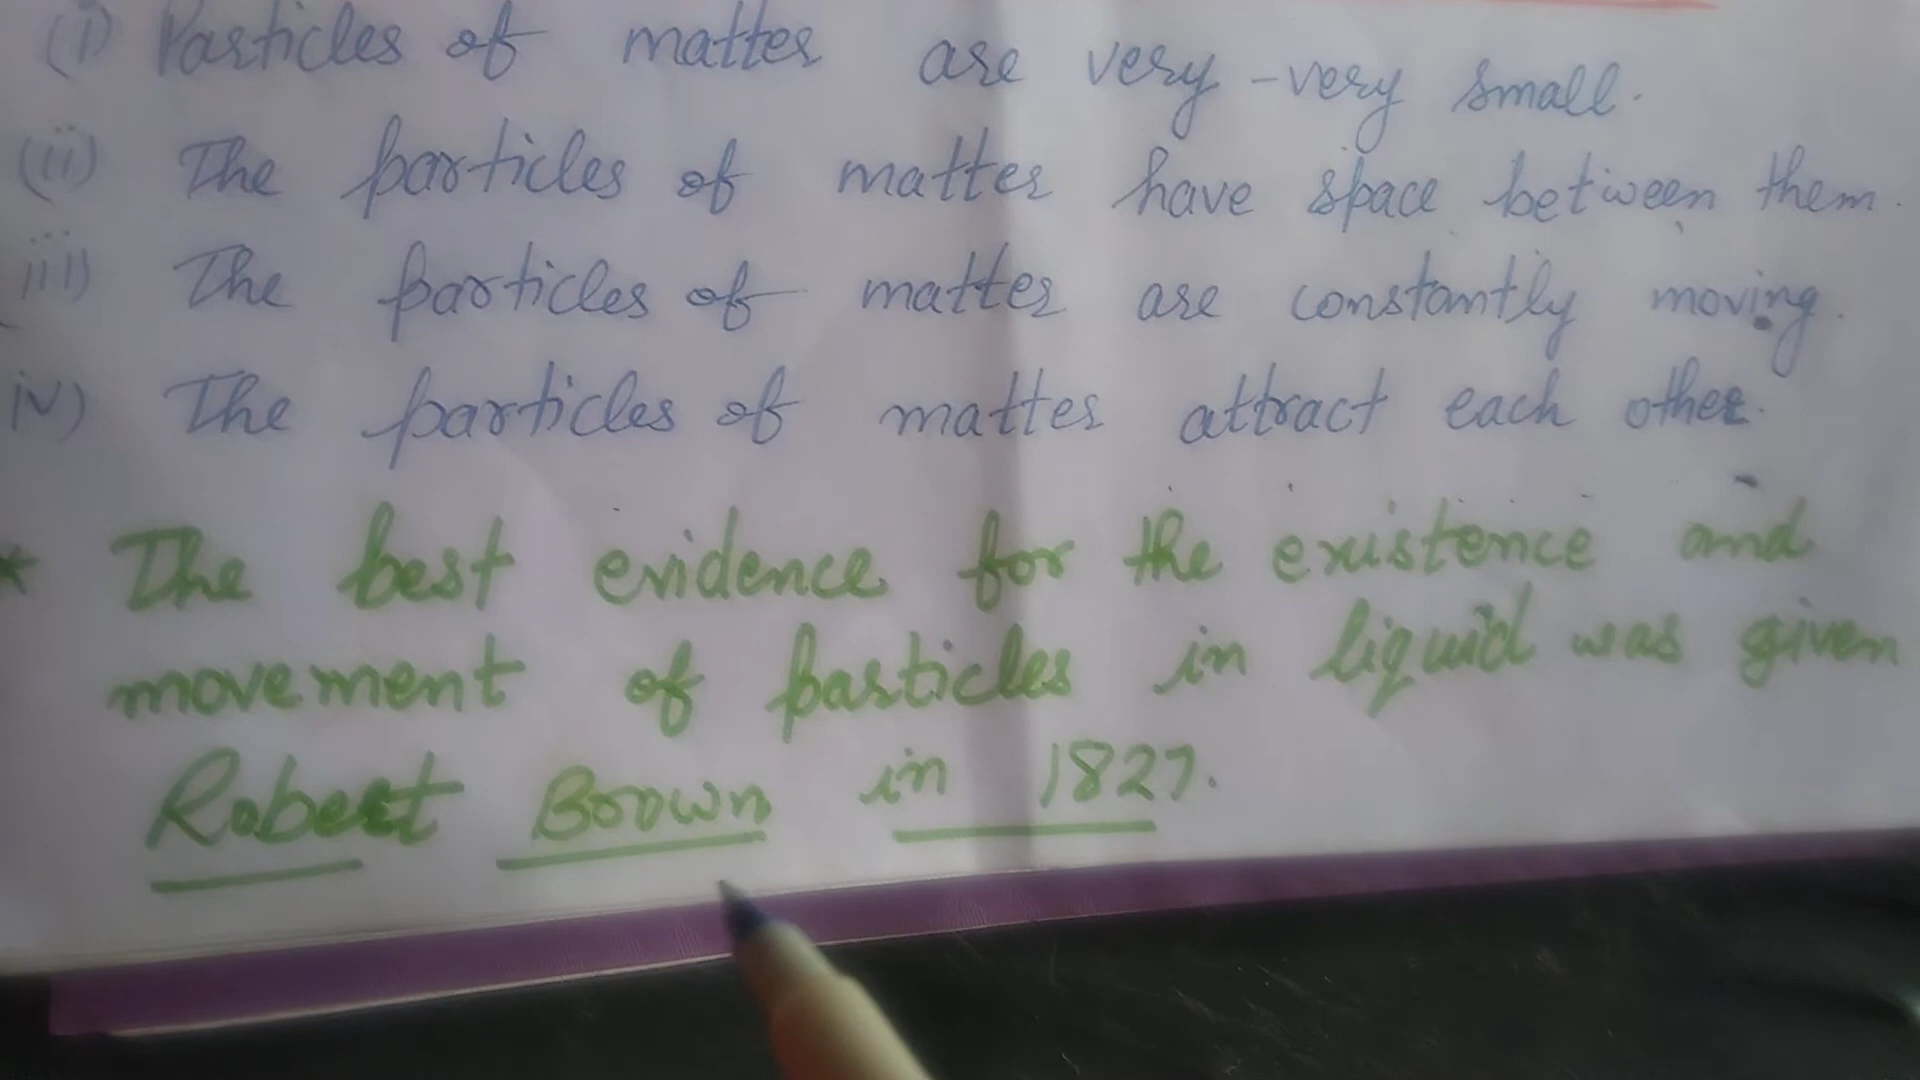 (i) Particles of matter are very-very small.
(ii) The particles of matter have space between them.
iii) The particles of matter are constantly moving.
iv) The particles of matter attract each other.
* The best evidence for the existence and
movement of particles in liquid was given
Robert Brown in 1827.